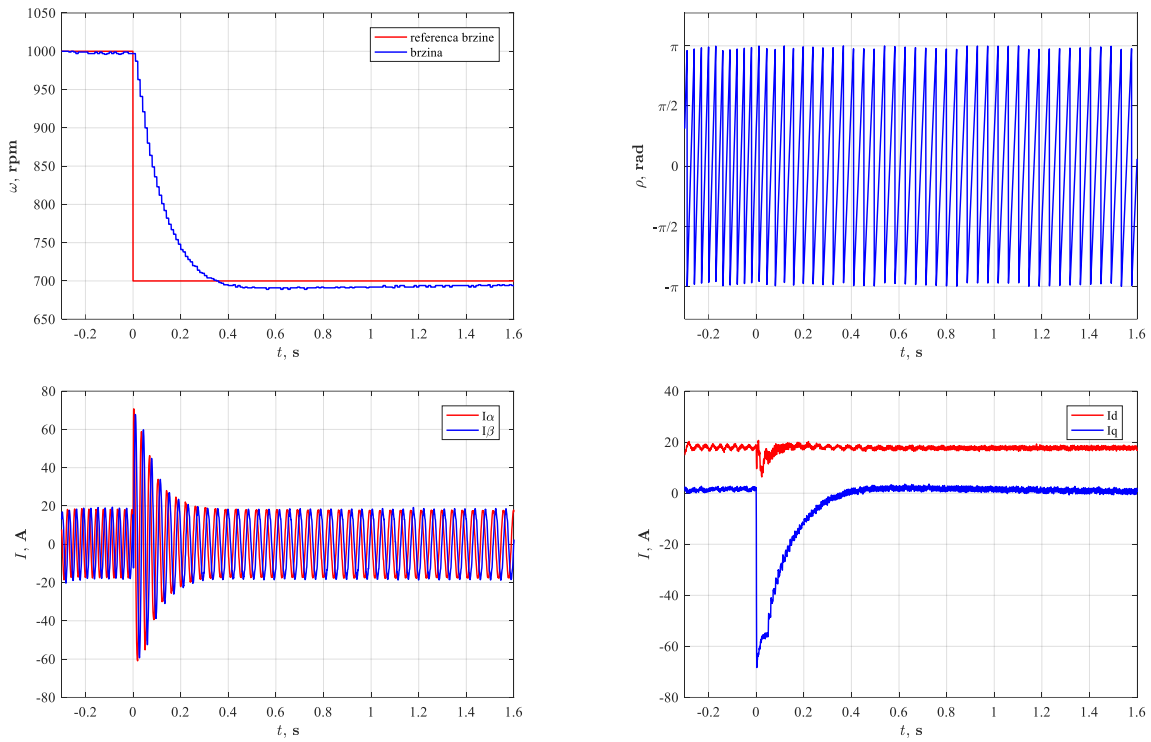 1050
1000
950
900
850
800
750
700
650
-0.2 0 0.2 0.4 0.6 0.8 1 1.2 1.4 1.6
ω, rpm
t, s
referenca brzine
brzina
π
π/2
0
-π/2
-π
-0.2 0 0.2 0.4 0.6 0.8 1 1.2 1.4 1.6
ρ, rad
t, s
80
60
40
20
0
-20
-40
-60
-80
-0.2 0 0.2 0.4 0.6 0.8 1 1.2 1.4 1.6
I, A
t, s
Iα
Iβ
40
20
0
-20
-40
-60
-80
-0.2 0 0.2 0.4 0.6 0.8 1 1.2 1.4 1.6
I, A
t, s
Id
Iq